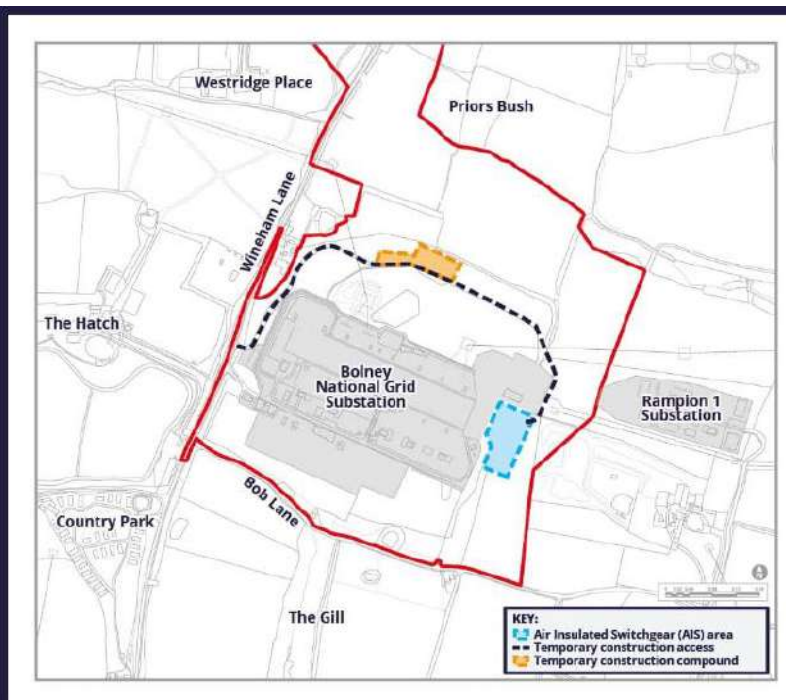 Westridge Place
Priors Bush
Wineham Lane
The Hatch
Bolney
National Grid
Substation
Rampion 1
Substation
Country Park
Bob Lane
The Gill
KEY:
Air Insulated Switchgear (AIS) area
Temporary construction access
Temporary construction compound